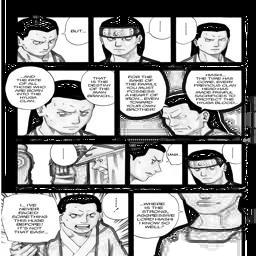 BUT...
HIASHI...
THE TIME HAS
COME. EVERY
PREVIOUS CLAN
HEAD HAS
MADE PAINFUL
SACRIFICES TO
PROTECT THE
HYUGA BLOOD...
FOR THE
SAKE OF
THE FAMILY,
YOU MUST
POSSESS
A HEART
OF STEEL...
EVEN
TOWARD
YOUR OWN
BROTHER!!
THAT IS
THE
DESTINY
OF THE
MAIN
BRANCH...
...AND
THE FATE
OF ALL
THOSE WHO
ARE BORN
INTO THE
HYUGA
CLAN.
...WHERE
IS THE
STRONG,
AGGRESSIVE
LORD HIASHI
I KNOW SO
WELL?
I... I'VE
NEVER
FACED
SOMETHING
THIS HUGE
BEFORE!
IT'S NOT
THAT EASY...